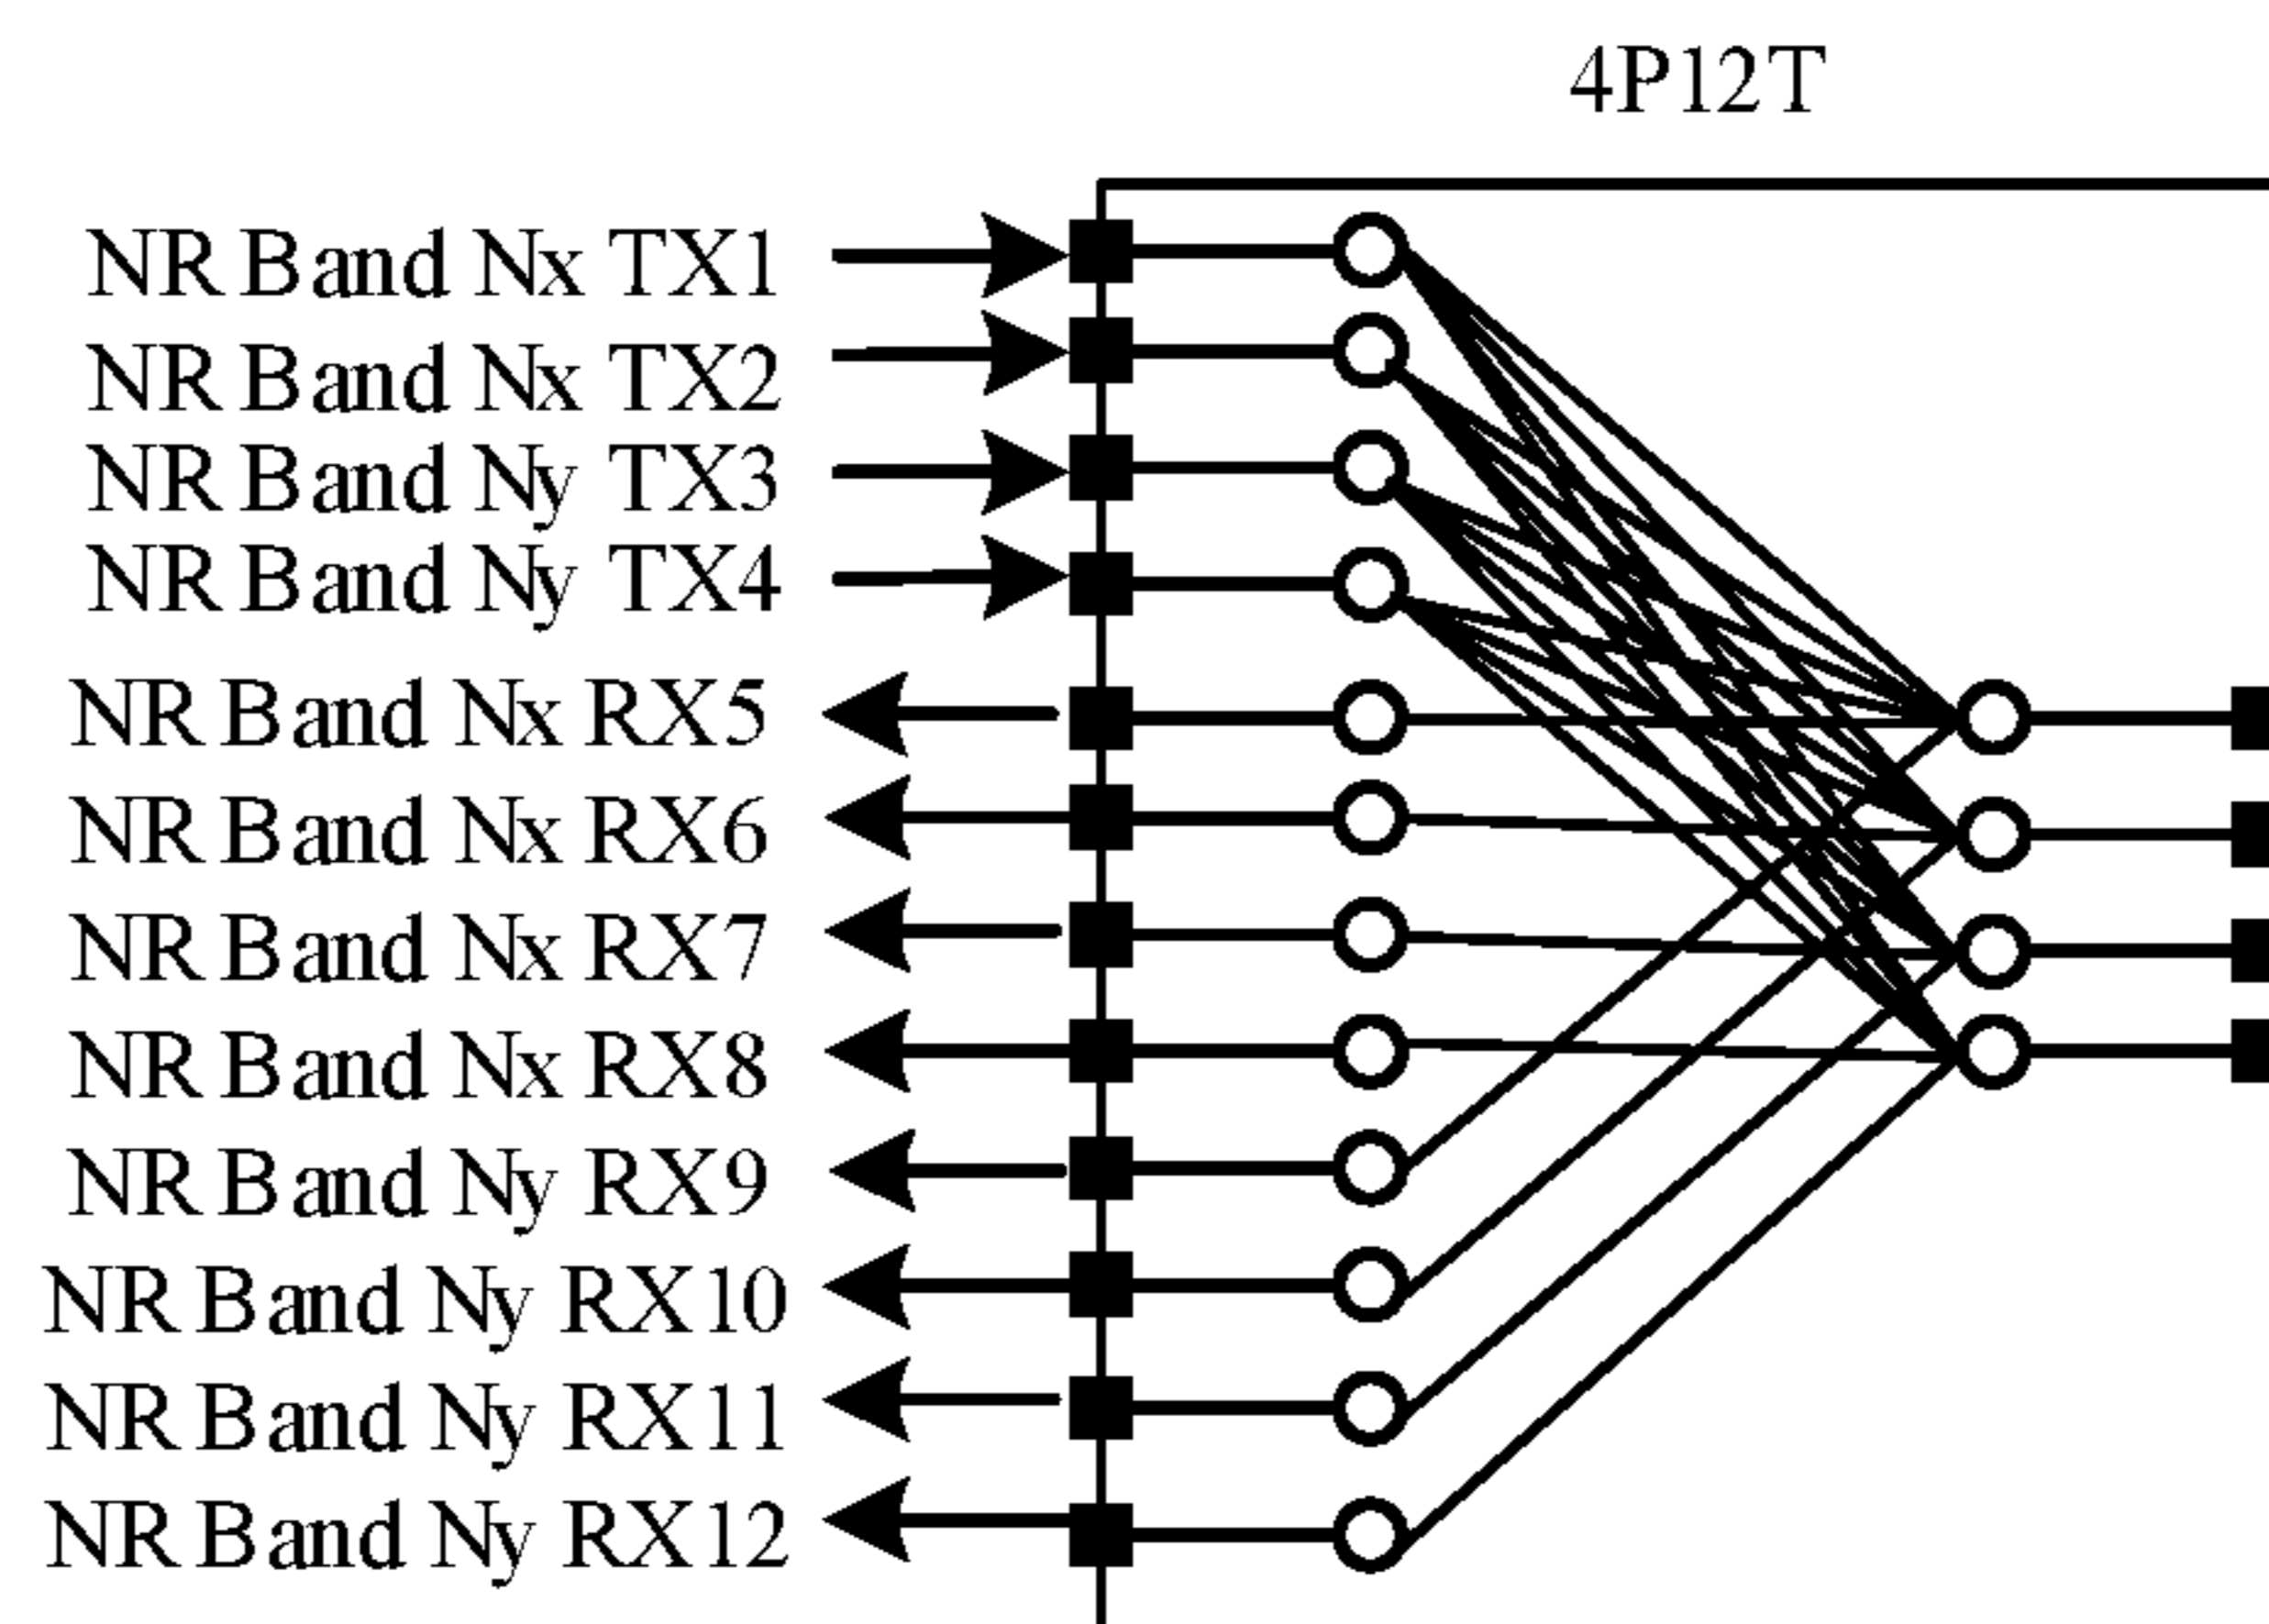 4P12T
NR Band Nx TX1
NR Band Nx TX2
NR Band Ny TX3
NR Band Ny TX4
NR Band Nx RX5
NR Band Nx RX6
NR Band Nx RX7
NR Band Nx RX8
NR Band Ny RX9
NR Band Ny RX10
NR Band Ny RX11
NR Band Ny RX12